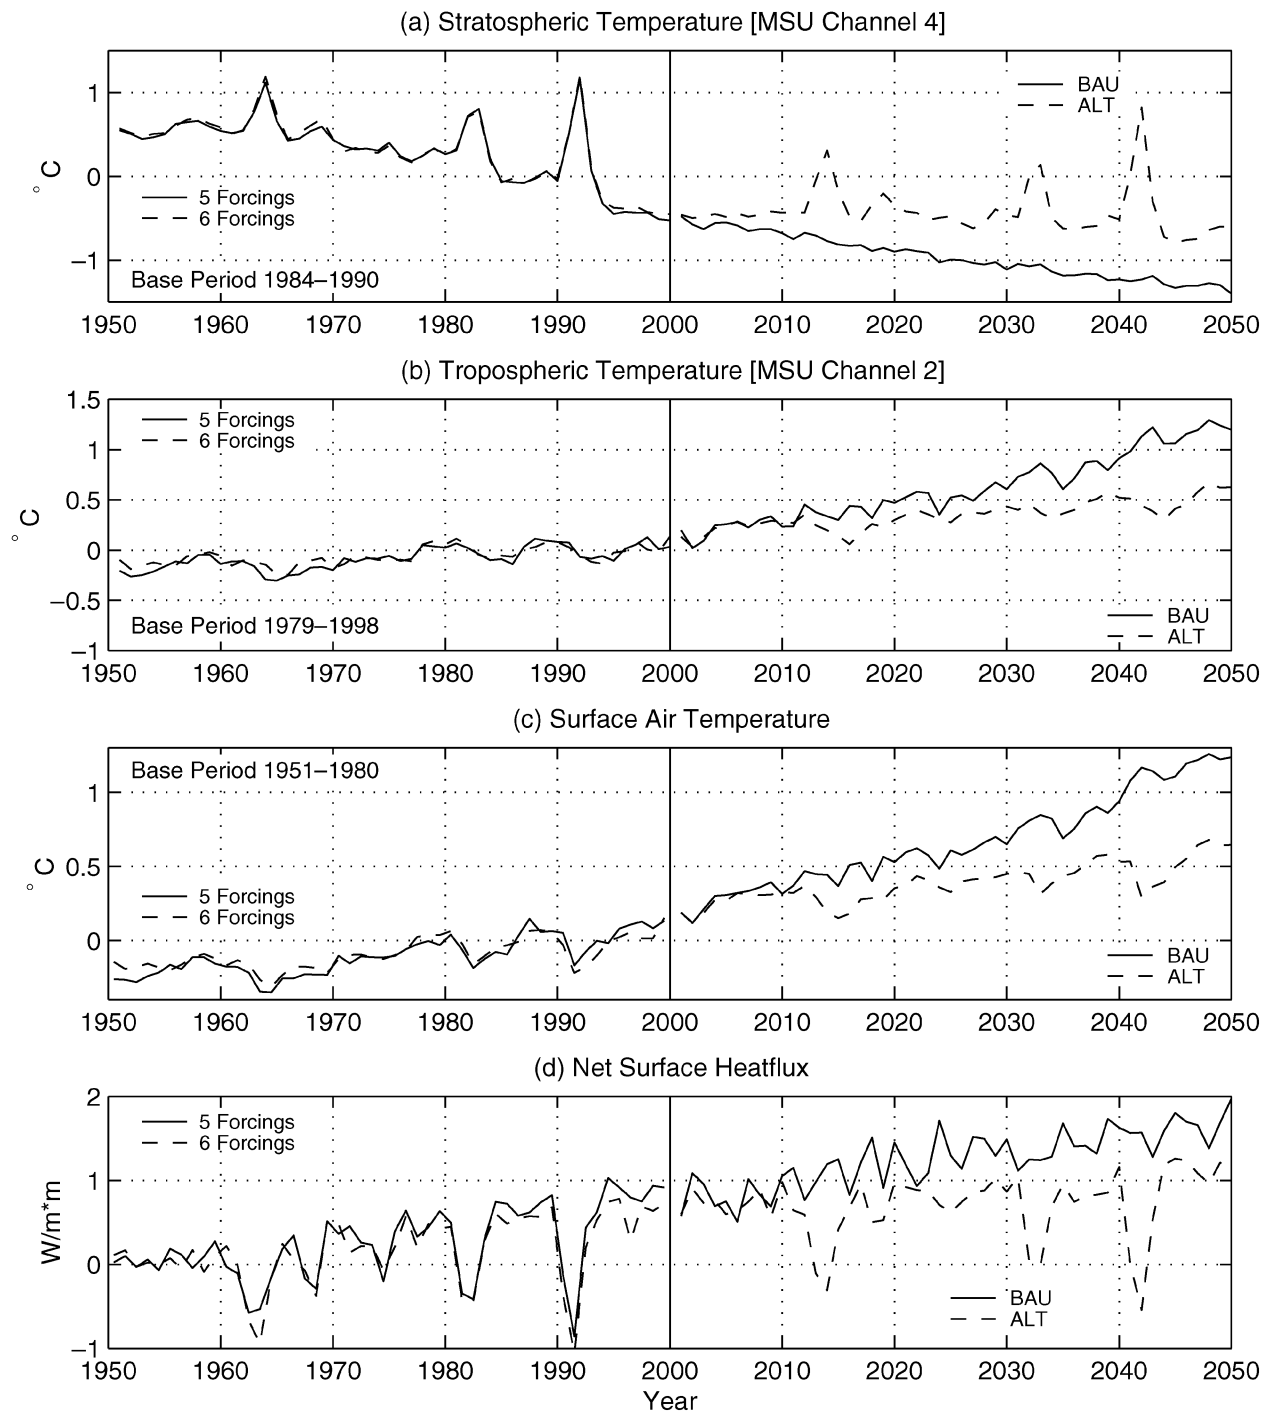 (a) Stratospheric Temperature [MSU Channel 4]
1
0
−1
° C
BAU
ALT
5 Forcings
6 Forcings
Base Period 1984−1990
1950 1960 1970 1980 1990 2000 2010 2020 2030 2040 2050
(b) Tropospheric Temperature [MSU Channel 2]
1.5
1
0.5
0
−0.5
−1
° C
5 Forcings
6 Forcings
Base Period 1979−1998
BAU
ALT
1950 1960 1970 1980 1990 2000 2010 2020 2030 2040 2050
(c) Surface Air Temperature
Base Period 1951−1980
1
0.5
0
° C
5 Forcings
6 Forcings
BAU
ALT
1950 1960 1970 1980 1990 2000 2010 2020 2030 2040 2050
(d) Net Surface Heatflux
2
1
0
−1
W/m*m
5 Forcings
6 Forcings
BAU
ALT
1950 1960 1970 1980 1990 2000 2010 2020 2030 2040 2050
Year